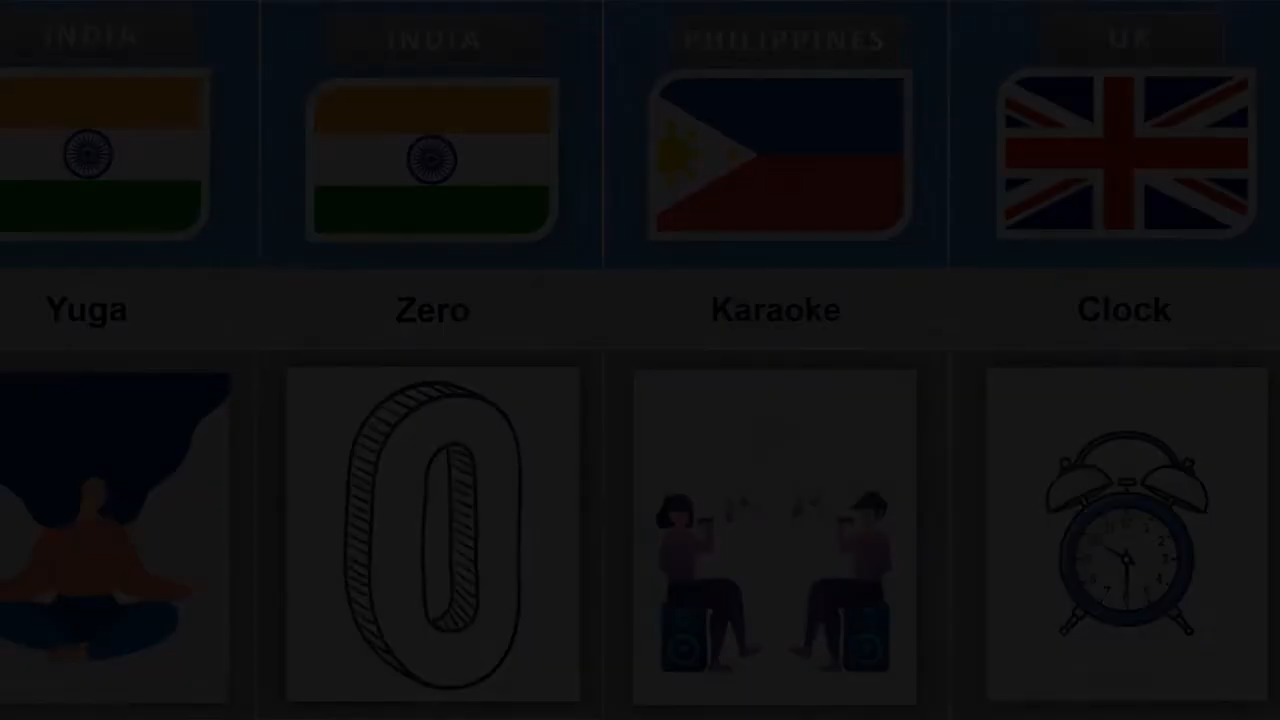 INDIA
INDIA
PHILIPPINES
UK
Yuga
Zero
Karaoke
Clock